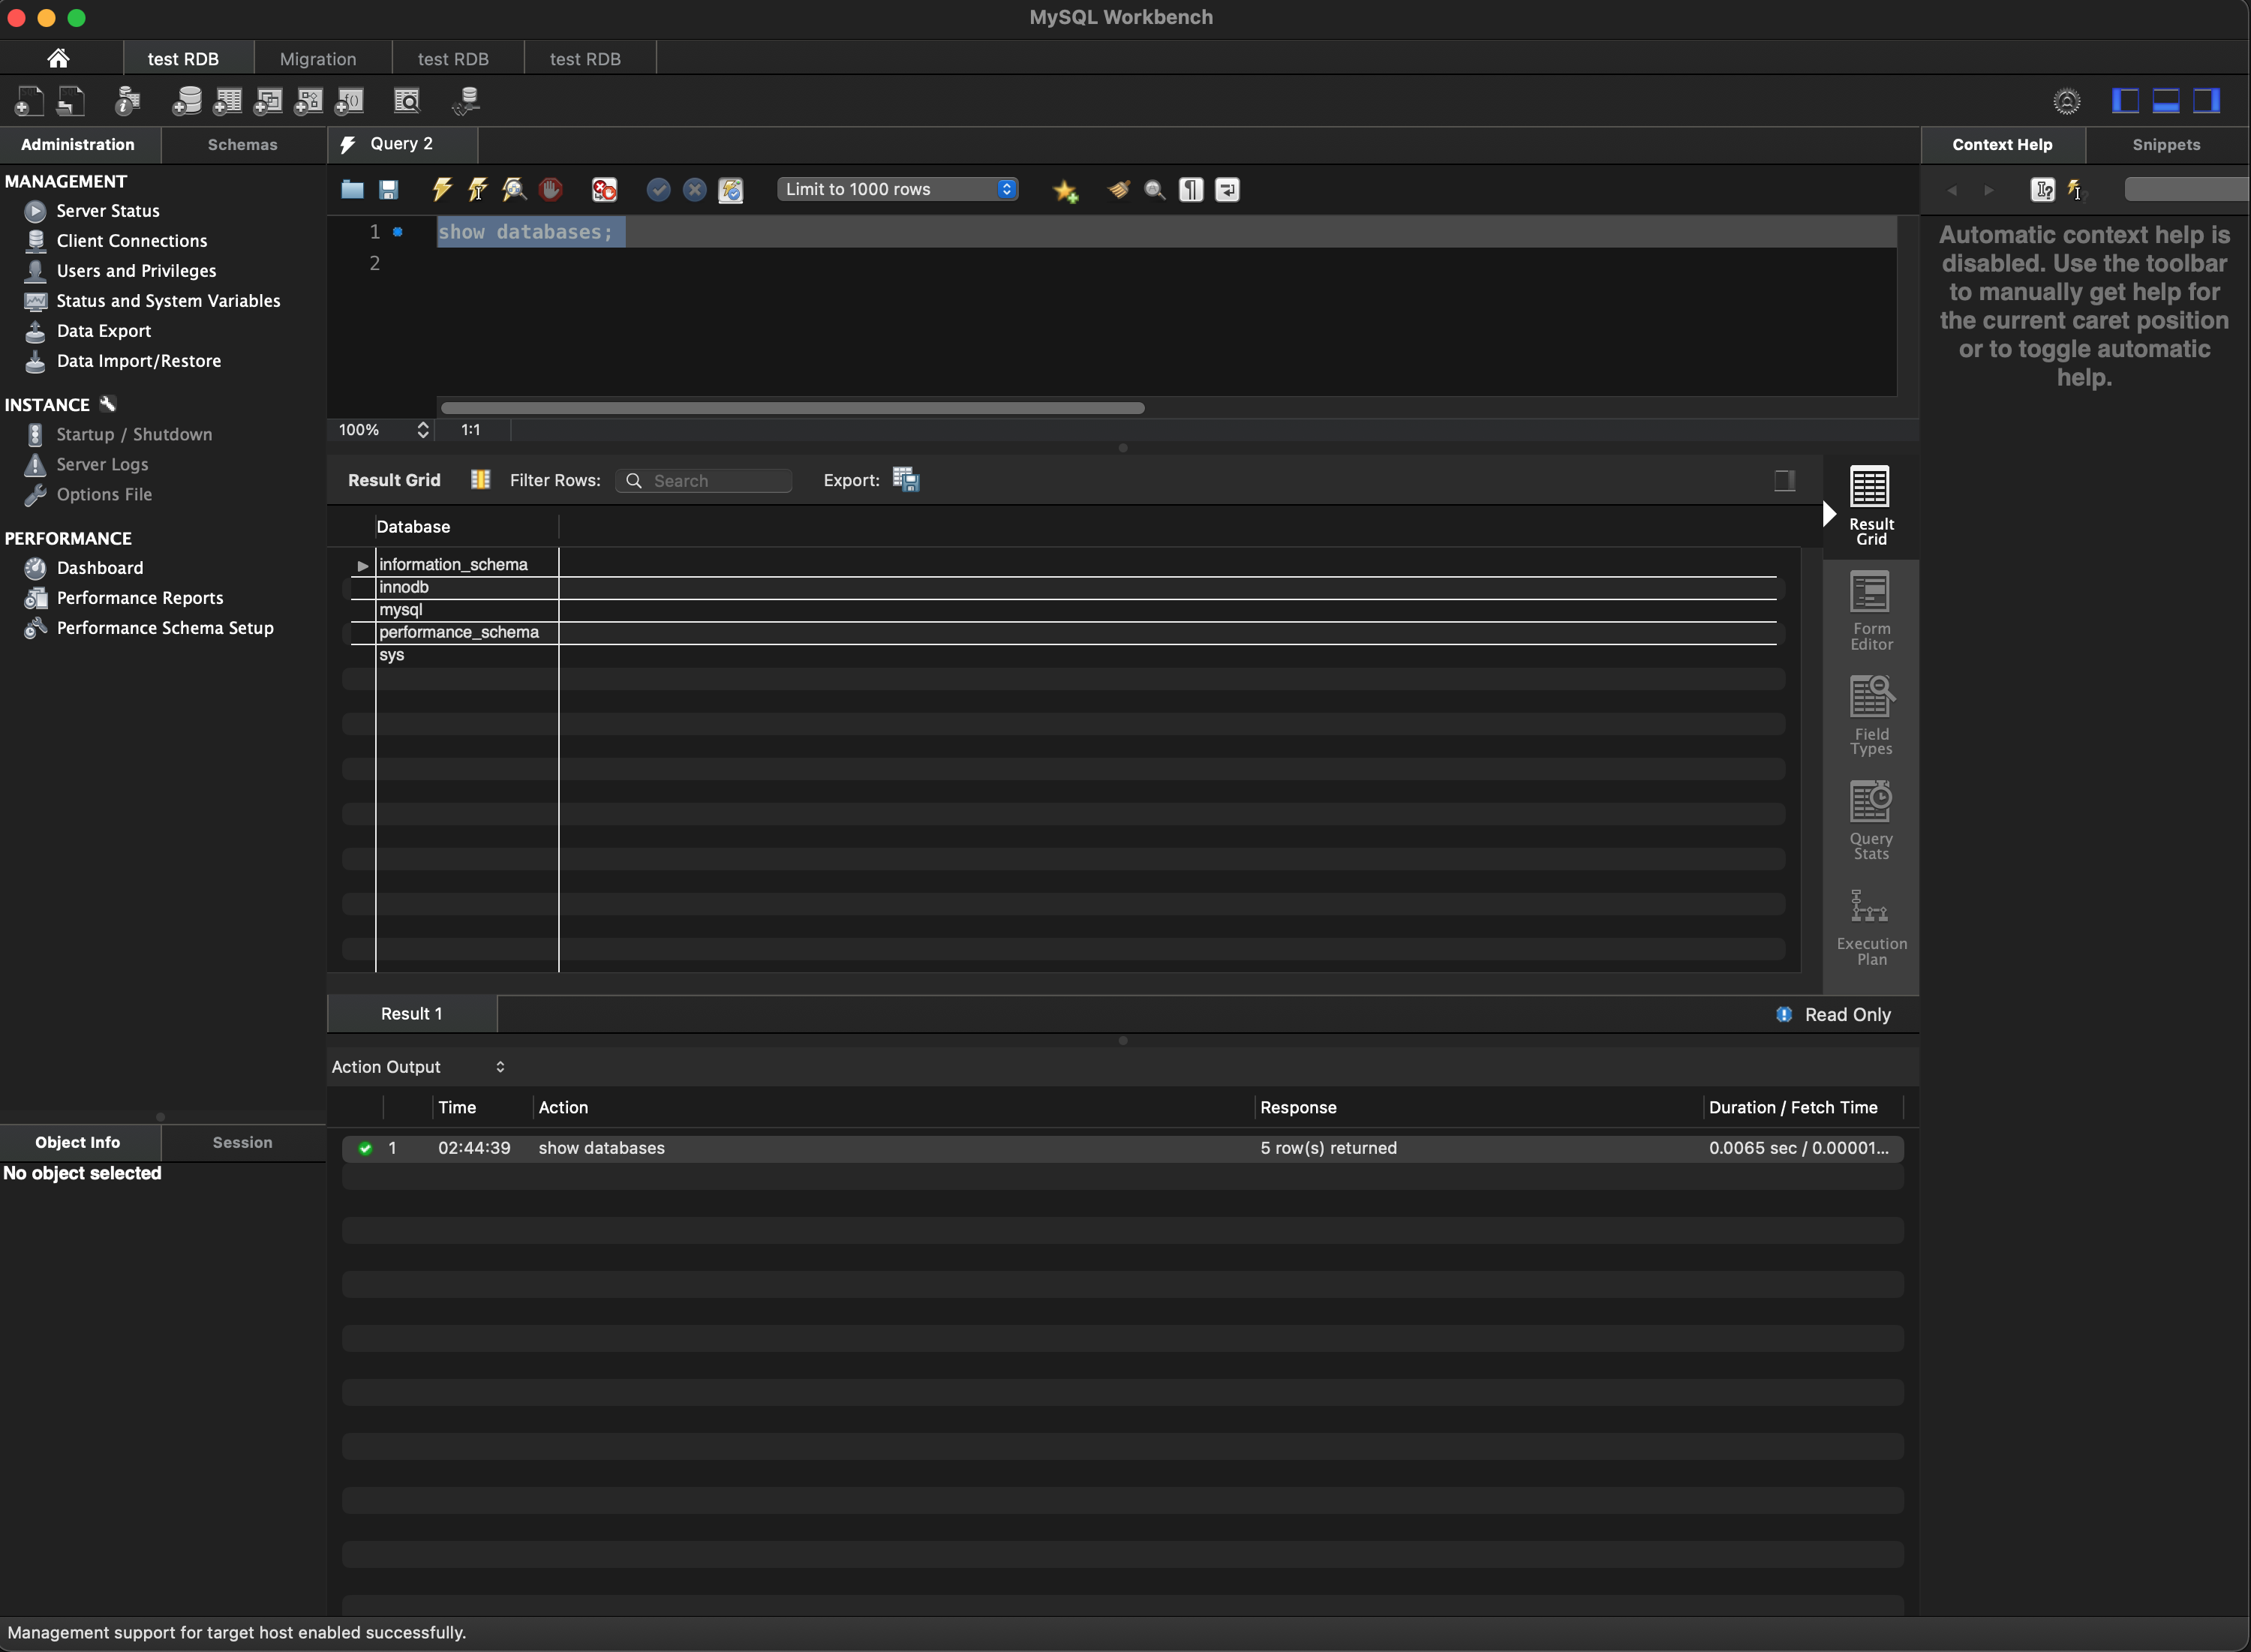 MySQL Workbench
test RDB
Migration
test RDB
test RDB
Administration
Schemas
Query 2
Context Help
Snippets
MANAGEMENT
Server Status
Client Connections
Users and Privileges
Status and System Variables
Data Export
Data Import/Restore
INSTANCE
Startup / Shutdown
Server Logs
Options File
PERFORMANCE
Dashboard
Performance Reports
Performance Schema Setup
Limit to 1000 rows
1 show databases;
2
100%
1:1
Automatic context help is
disabled. Use the toolbar
to manually get help for
the current caret position
or to toggle automatic
help.
Result Grid
Filter Rows:
Search
Export:
Database
information_schema
innodb
mysql
performance_schema
sys
Result
Grid
Form
Editor
Field
Types
Query
Stats
Execution
Plan
Result 1
Read Only
Action Output
Time Action Response Duration / Fetch Time
1 02:44:39 show databases 5 row(s) returned 0.0065 sec / 0.00001...
Object Info
Session
No object selected
Management support for target host enabled successfully.